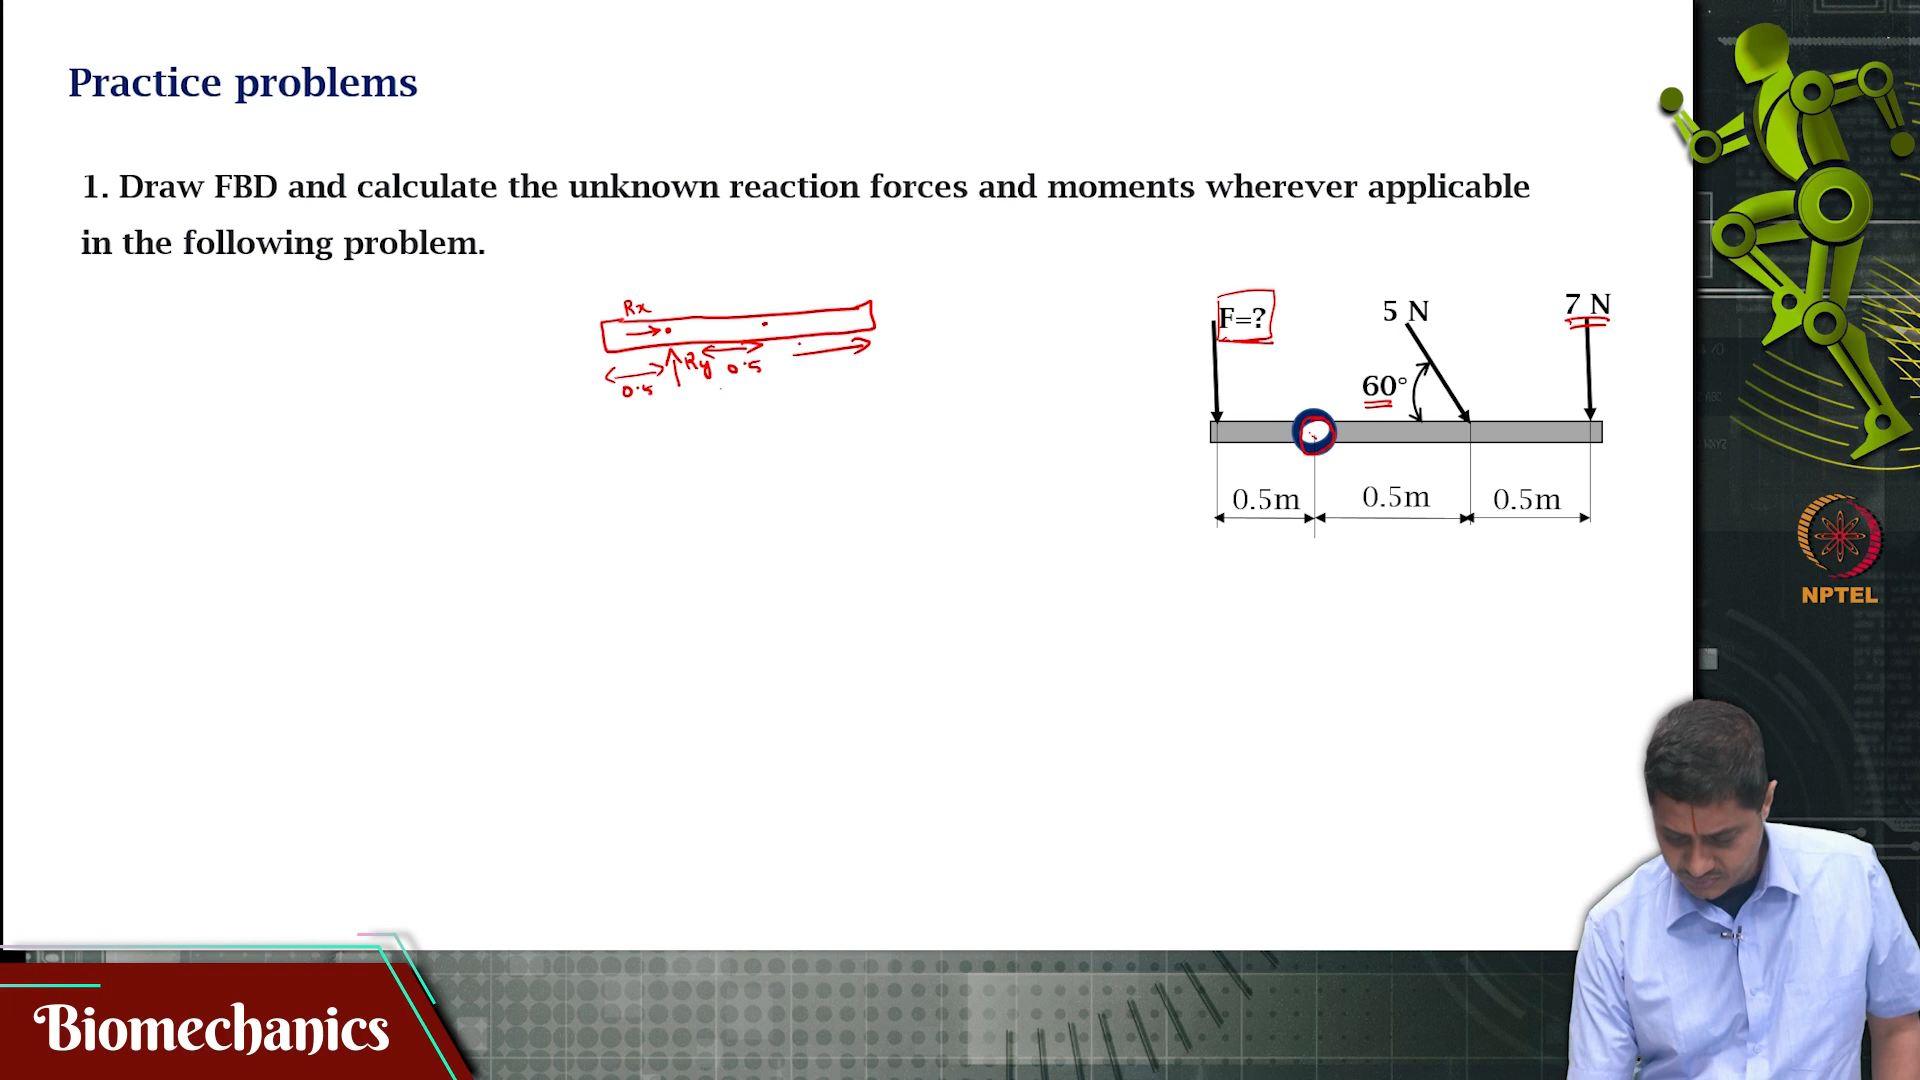 Practice problems
1. Draw FBD and calculate the unknown reaction forces and moments wherever applicable
in the following problem.
Rx
Ry
0.5
0.5
F=?
5 N
7 N
60°
0.5m
0.5m
0.5m
NPTEL
Biomechanics